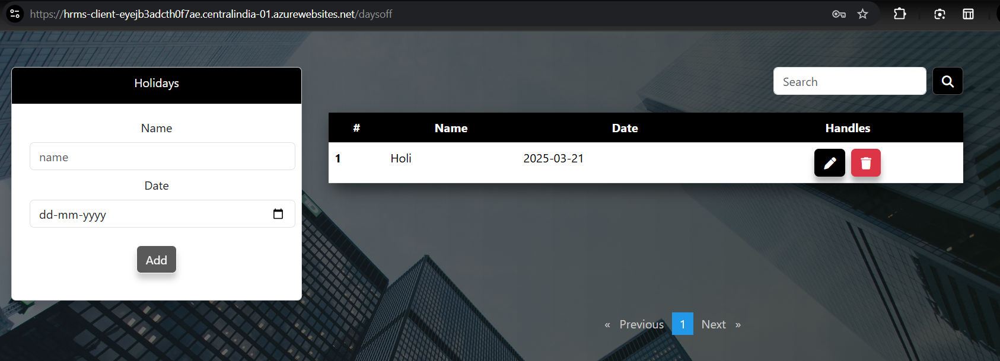 https://hrms-client-eyejb3adcth0f7ae.centralindia-01.azurewebsites.net/daysoff
Holidays
Name
name
Date
dd-mm-yyyy
Add
Search
# Name Date Handles
1 Holi 2025-03-21
« Previous 1 Next »